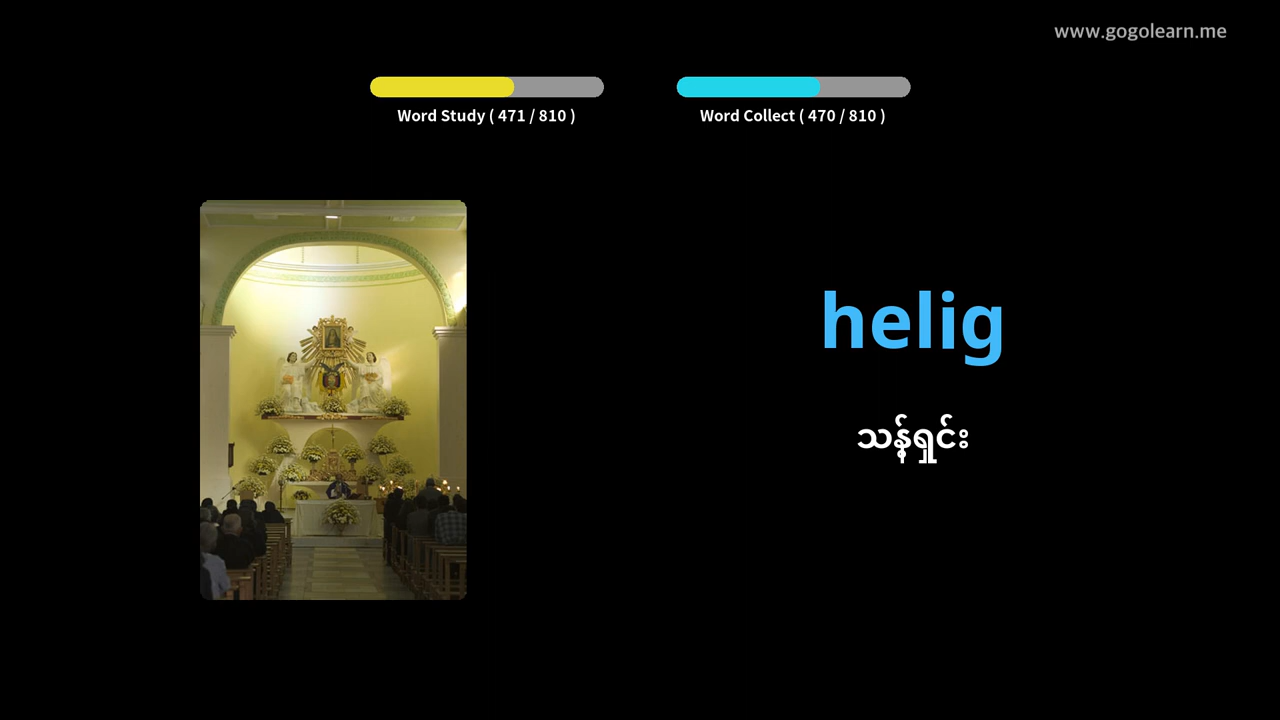 www.gogolearn.me
Word Study ( 471 / 810 )
Word Collect ( 470 / 810 )
helig
သန့်ရှင်း